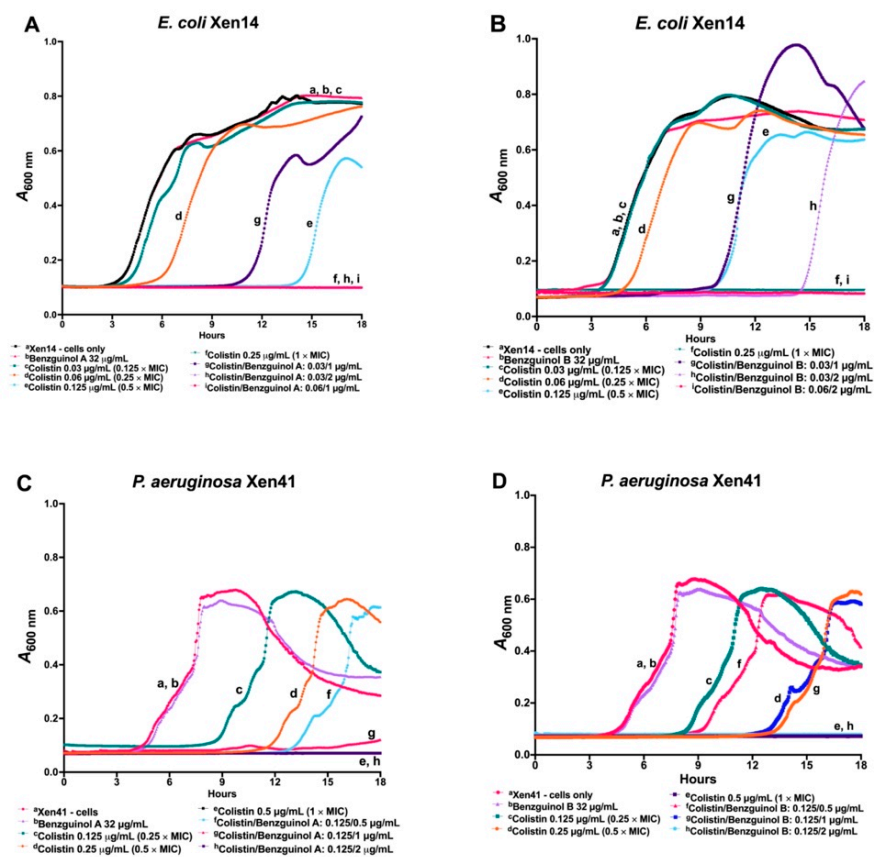 A
E. coli Xen14
1.0
0.8
0.6
0.4
0.2
0.0
A600 nm
a, b, c
d
g
e
f, h, i
0 3 6 9 12 15 18
Hours
ᵃXen14 - cells only
ᵇBenzguinol A 32 µg/mL
ᶜColistin 0.03 µg/mL (0.125 × MIC)
ᵈColistin 0.06 µg/mL (0.25 × MIC)
ᵉColistin 0.125 µg/mL (0.5 × MIC)
ᶠColistin 0.25 µg/mL (1 × MIC)
ᵍColistin/Benzguinol A: 0.03/1 µg/mL
ʰColistin/Benzguinol A: 0.03/2 µg/mL
ⁱColistin/Benzguinol A: 0.06/1 µg/mL
B
E. coli Xen14
1.0
0.8
0.6
0.4
0.2
0.0
A600 nm
a, b, c
d
e
g
h
f, i
0 3 6 9 12 15 18
Hours
ᵃXen14 - cells only
ᵇBenzguinol B 32 µg/mL
ᶜColistin 0.03 µg/mL (0.125 × MIC)
ᵈColistin 0.06 µg/mL (0.25 × MIC)
ᵉColistin 0.125 µg/mL (0.5 × MIC)
ᶠColistin 0.25 µg/mL (1 × MIC)
ᵍColistin/Benzguinol B: 0.03/1 µg/mL
ʰColistin/Benzguinol B: 0.03/2 µg/mL
ⁱColistin/Benzguinol B: 0.06/2 µg/mL
C
P. aeruginosa Xen41
1.0
0.8
0.6
0.4
0.2
0.0
A600 nm
a, b
c
d
f
g
e, h
0 3 6 9 12 15 18
Hours
ᵃXen41 - cells
ᵇBenzguinol A 32 µg/mL
ᶜColistin 0.125 µg/mL (0.25 × MIC)
ᵈColistin 0.25 µg/mL (0.5 × MIC)
ᵉColistin 0.5 µg/mL (1 × MIC)
ᶠColistin/Benzguinol A: 0.125/0.5 µg/mL
ᵍColistin/Benzguinol A: 0.125/1 µg/mL
ʰColistin/Benzguinol A: 0.125/2 µg/mL
D
P. aeruginosa Xen41
1.0
0.8
0.6
0.4
0.2
0.0
A600 nm
a, b
c
f
d
g
e, h
0 3 6 9 12 15 18
Hours
ᵃXen41 - cells only
ᵇBenzguinol B 32 µg/mL
ᶜColistin 0.125 µg/mL (0.25 × MIC)
ᵈColistin 0.25 µg/mL (0.5 × MIC)
ᵉColistin 0.5 µg/mL (1 × MIC)
ᶠColistin/Benzguinol B: 0.125/0.5 µg/mL
ᵍColistin/Benzguinol B: 0.125/1 µg/mL
ʰColistin/Benzguinol B: 0.125/2 µg/mL